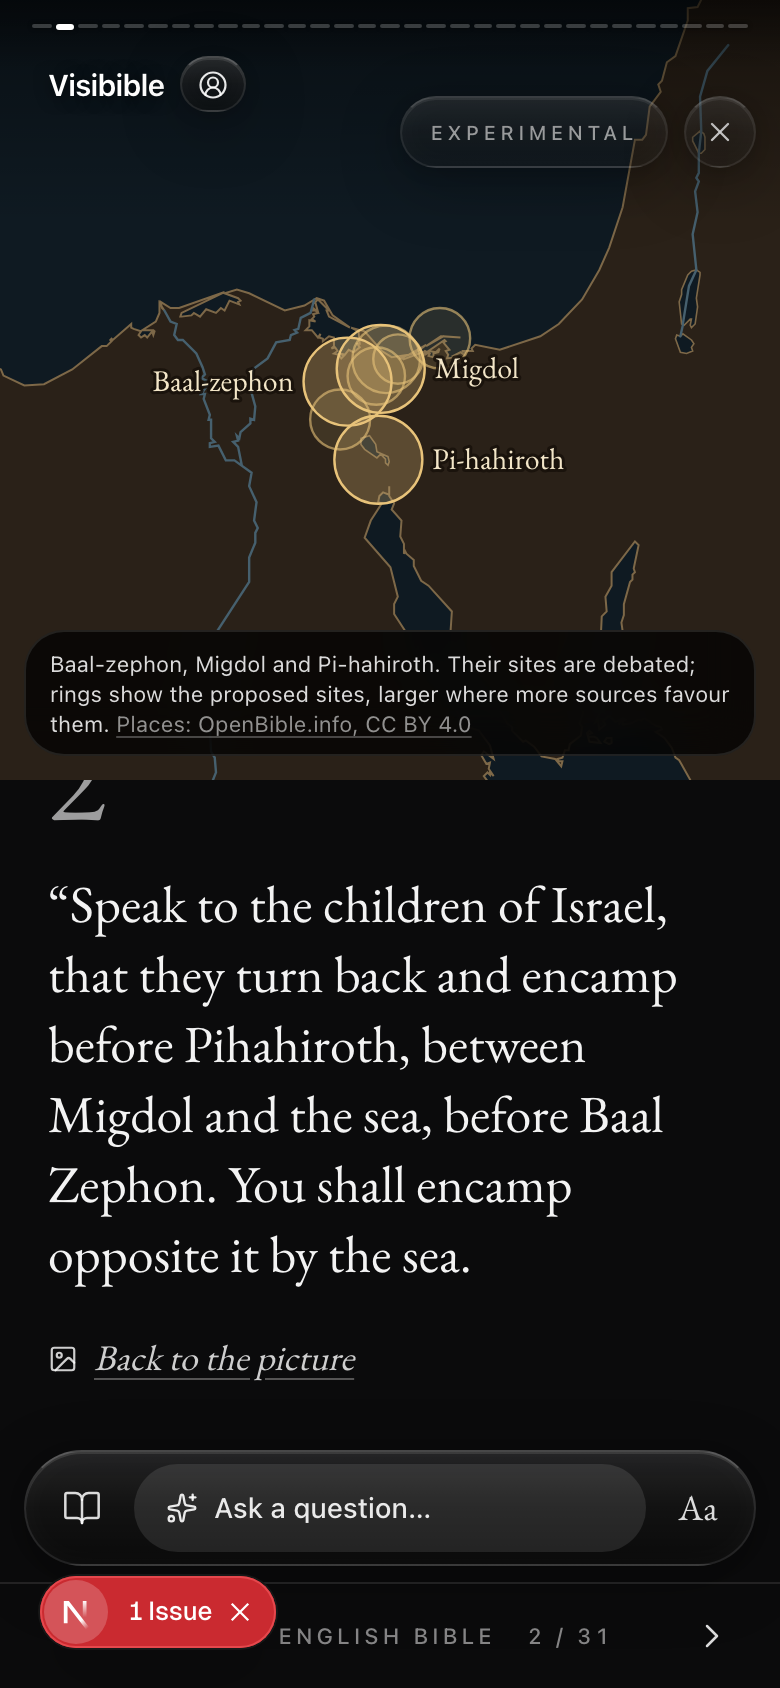 Visibible
EXPERIMENTAL
Baal-zephon
Migdol
Pi-hahiroth
Baal-zephon, Migdol and Pi-hahiroth. Their sites are debated;
rings show the proposed sites, larger where more sources favour
them. Places: OpenBible.info, CC BY 4.0
2
“Speak to the children of Israel,
that they turn back and encamp
before Pihahiroth, between
Migdol and the sea, before Baal
Zephon. You shall encamp
opposite it by the sea.
Back to the picture
Ask a question...
Aa
N 1 Issue
ENGLISH BIBLE 2 / 31